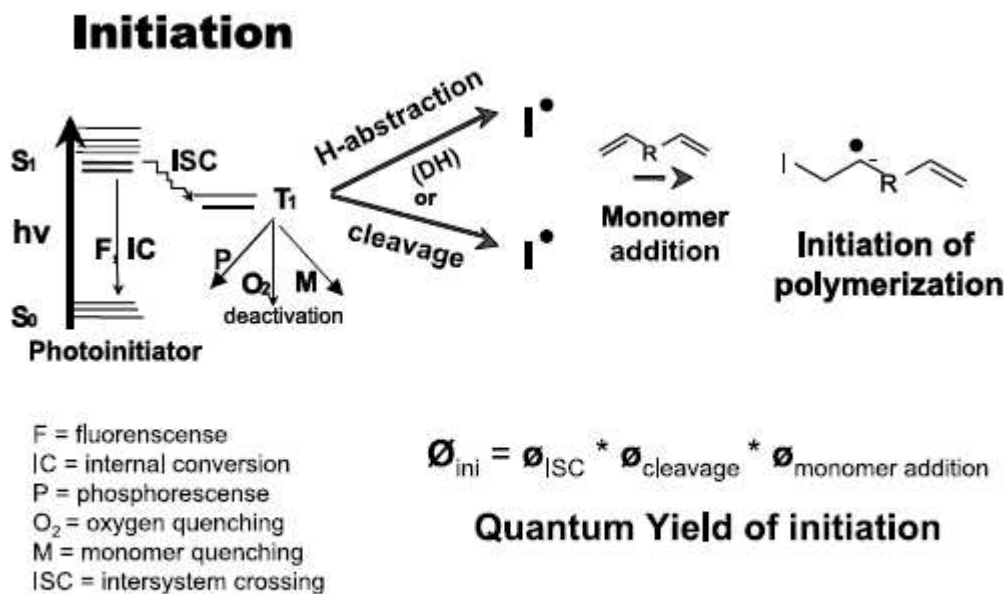 Initiation
S1
hν
S0
ISC
F, IC
T1
P
O2
M
deactivation
Photoinitiator
H-abstraction
(DH)
or
cleavage
I•
I•
R
Monomer
addition
I
R
Initiation of
polymerization
F = fluorenscense
IC = internal conversion
P = phosphorescense
O2 = oxygen quenching
M = monomer quenching
ISC = intersystem crossing
Øini = øISC * øcleavage * ømonomer addition
Quantum Yield of initiation